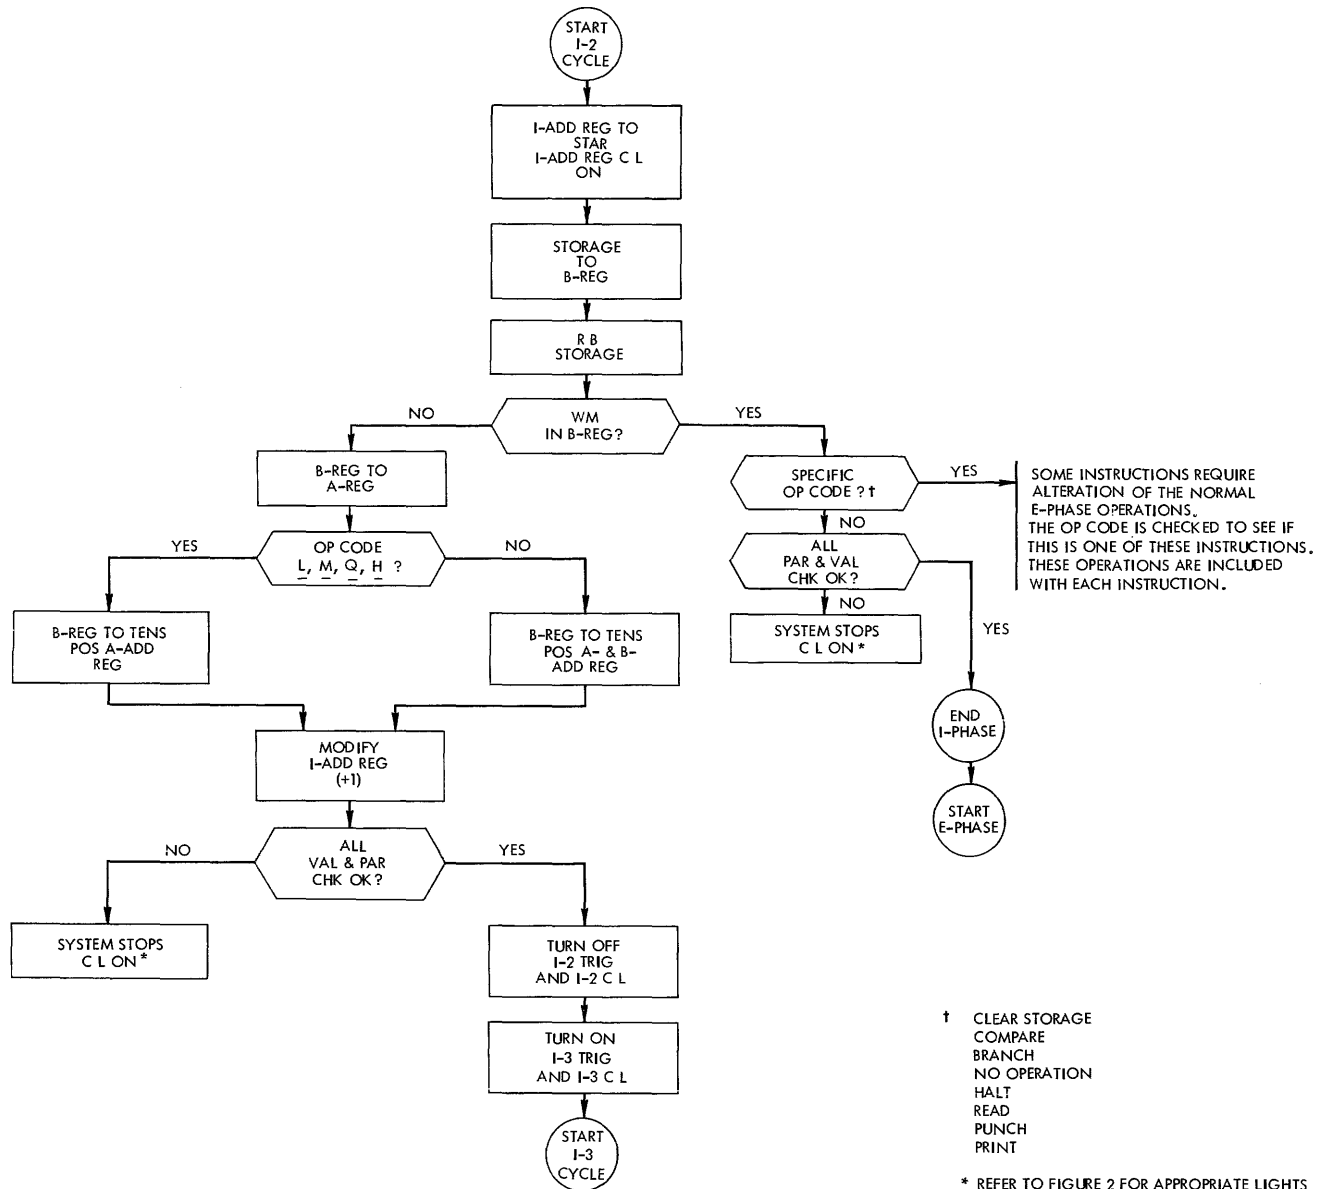 START
I-2
CYCLE
I-ADD REG TO
STAR
I-ADD REG C L
ON
STORAGE
TO
B-REG
R B
STORAGE
NO
WM
IN B-REG?
YES
B-REG TO
A-REG
SPECIFIC
OP CODE ?†
YES
SOME INSTRUCTIONS REQUIRE
ALTERATION OF THE NORMAL
E-PHASE OPERATIONS.
THE OP CODE IS CHECKED TO SEE IF
THIS IS ONE OF THESE INSTRUCTIONS.
THESE OPERATIONS ARE INCLUDED
WITH EACH INSTRUCTION.
NO
YES
OP CODE
L, M, Q, H ?
NO
ALL
PAR & VAL
CHK OK?
NO
YES
B-REG TO TENS
POS A-ADD
REG
B-REG TO TENS
POS A- & B-
ADD REG
SYSTEM STOPS
C L ON *
END
I-PHASE
START
E-PHASE
MODIFY
I-ADD REG
(+1)
NO
ALL
VAL & PAR
CHK OK?
YES
SYSTEM STOPS
C L ON *
TURN OFF
I-2 TRIG
AND I-2 C L
TURN ON
I-3 TRIG
AND I-3 C L
START
I-3
CYCLE
† CLEAR STORAGE
COMPARE
BRANCH
NO OPERATION
HALT
READ
PUNCH
PRINT
* REFER TO FIGURE 2 FOR APPROPRIATE LIGHTS